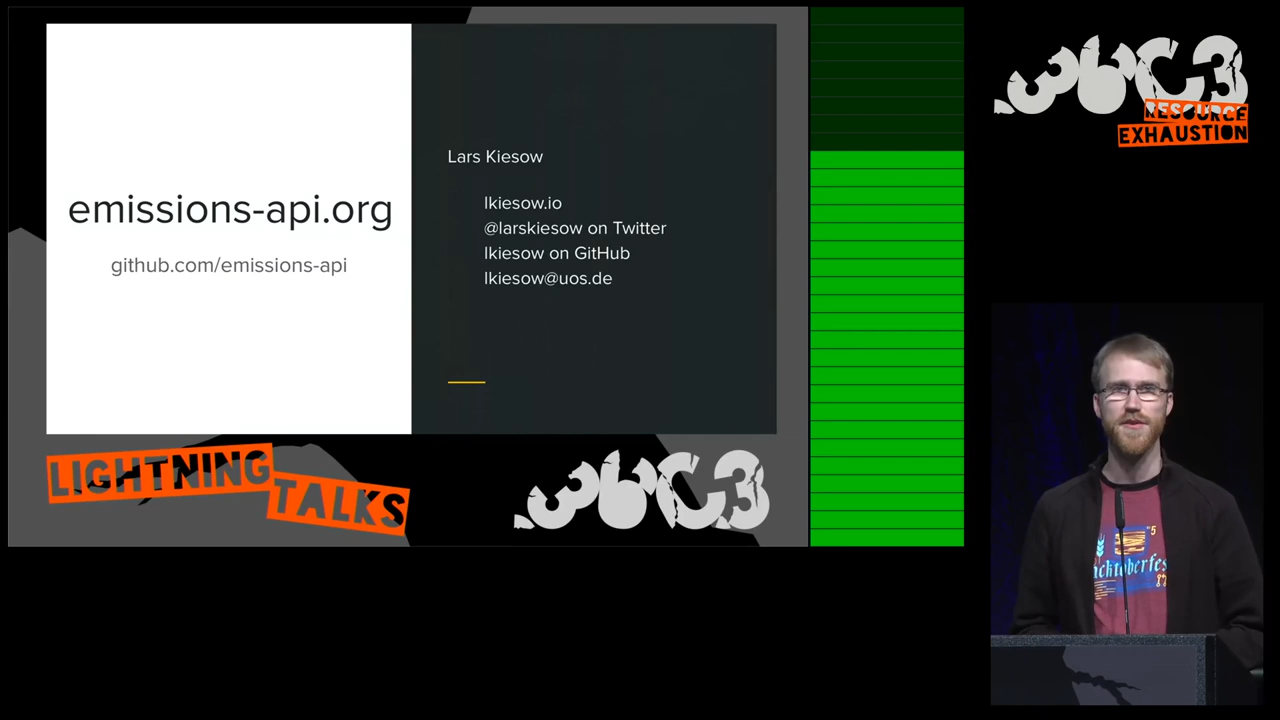 emissions-api.org
github.com/emissions-api
Lars Kiesow
lkiesow.io
@larskiesow on Twitter
lkiesow on GitHub
lkiesow@uos.de
LIGHTNING
TALKS
36C3
36C3
RESOURCE
EXHAUSTION
"5